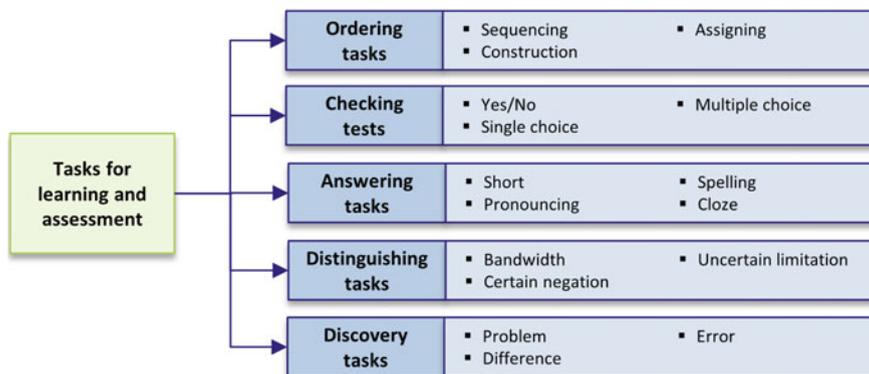 Tasks for
learning and
assessment
Ordering
tasks
▪ Sequencing
▪ Construction
▪ Assigning
Checking
tests
▪ Yes/No
▪ Single choice
▪ Multiple choice
Answering
tasks
▪ Short
▪ Pronouncing
▪ Spelling
▪ Cloze
Distinguishing
tasks
▪ Bandwidth
▪ Certain negation
▪ Uncertain limitation
Discovery
tasks
▪ Problem
▪ Difference
▪ Error